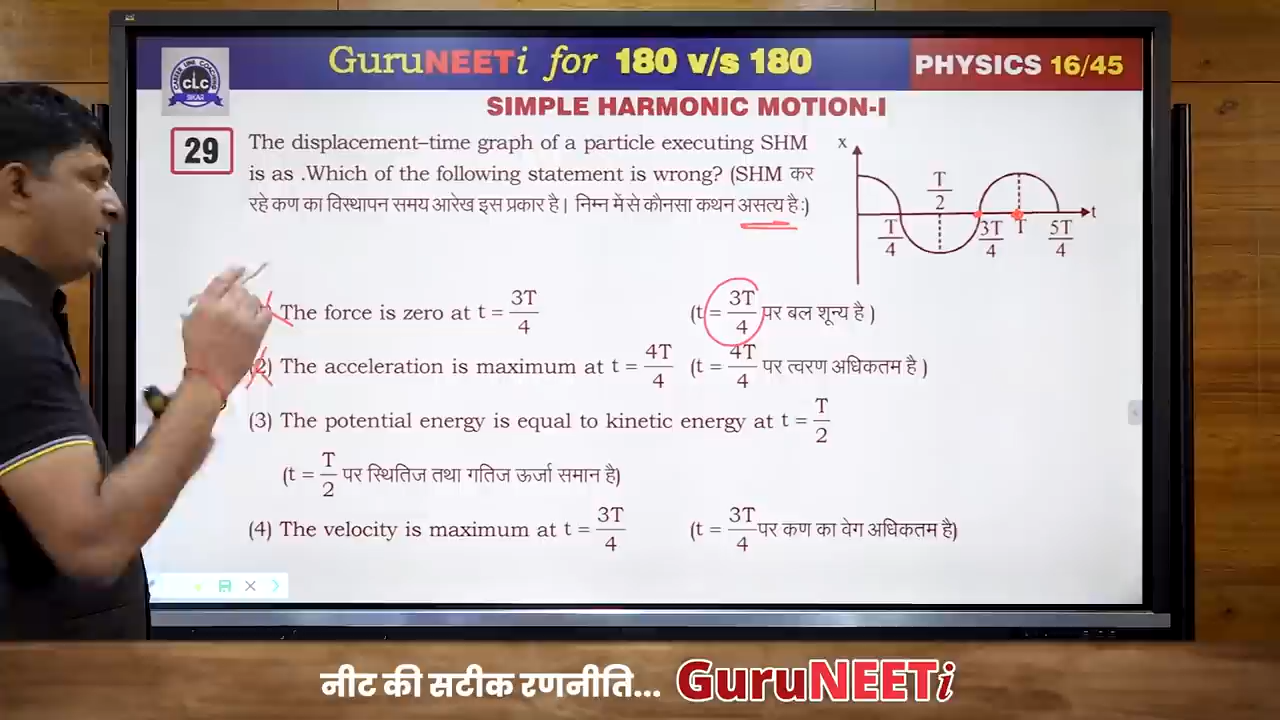 GuruNEETi for 180 v/s 180
PHYSICS 16/45
CAREER LINE COACHING
CLC
SIKAR
SIMPLE HARMONIC MOTION-I
29
The displacement–time graph of a particle executing SHM
is as .Which of the following statement is wrong? (SHM कर
रहे कण का विस्थापन समय आरेख इस प्रकार है। निम्न में से कौनसा कथन असत्य है:)
x
T/2
T/4
3T/4
T
5T/4
t
The force is zero at t = 3T/4 (t = 3T/4 पर बल शून्य है )
(2) The acceleration is maximum at t = 4T/4 (t = 4T/4 पर त्वरण अधिकतम है )
(3) The potential energy is equal to kinetic energy at t = T/2
(t = T/2 पर स्थितिज तथा गतिज ऊर्जा समान है)
(4) The velocity is maximum at t = 3T/4 (t = 3T/4 पर कण का वेग अधिकतम है)
नीट की सटीक रणनीति... GuruNEETi